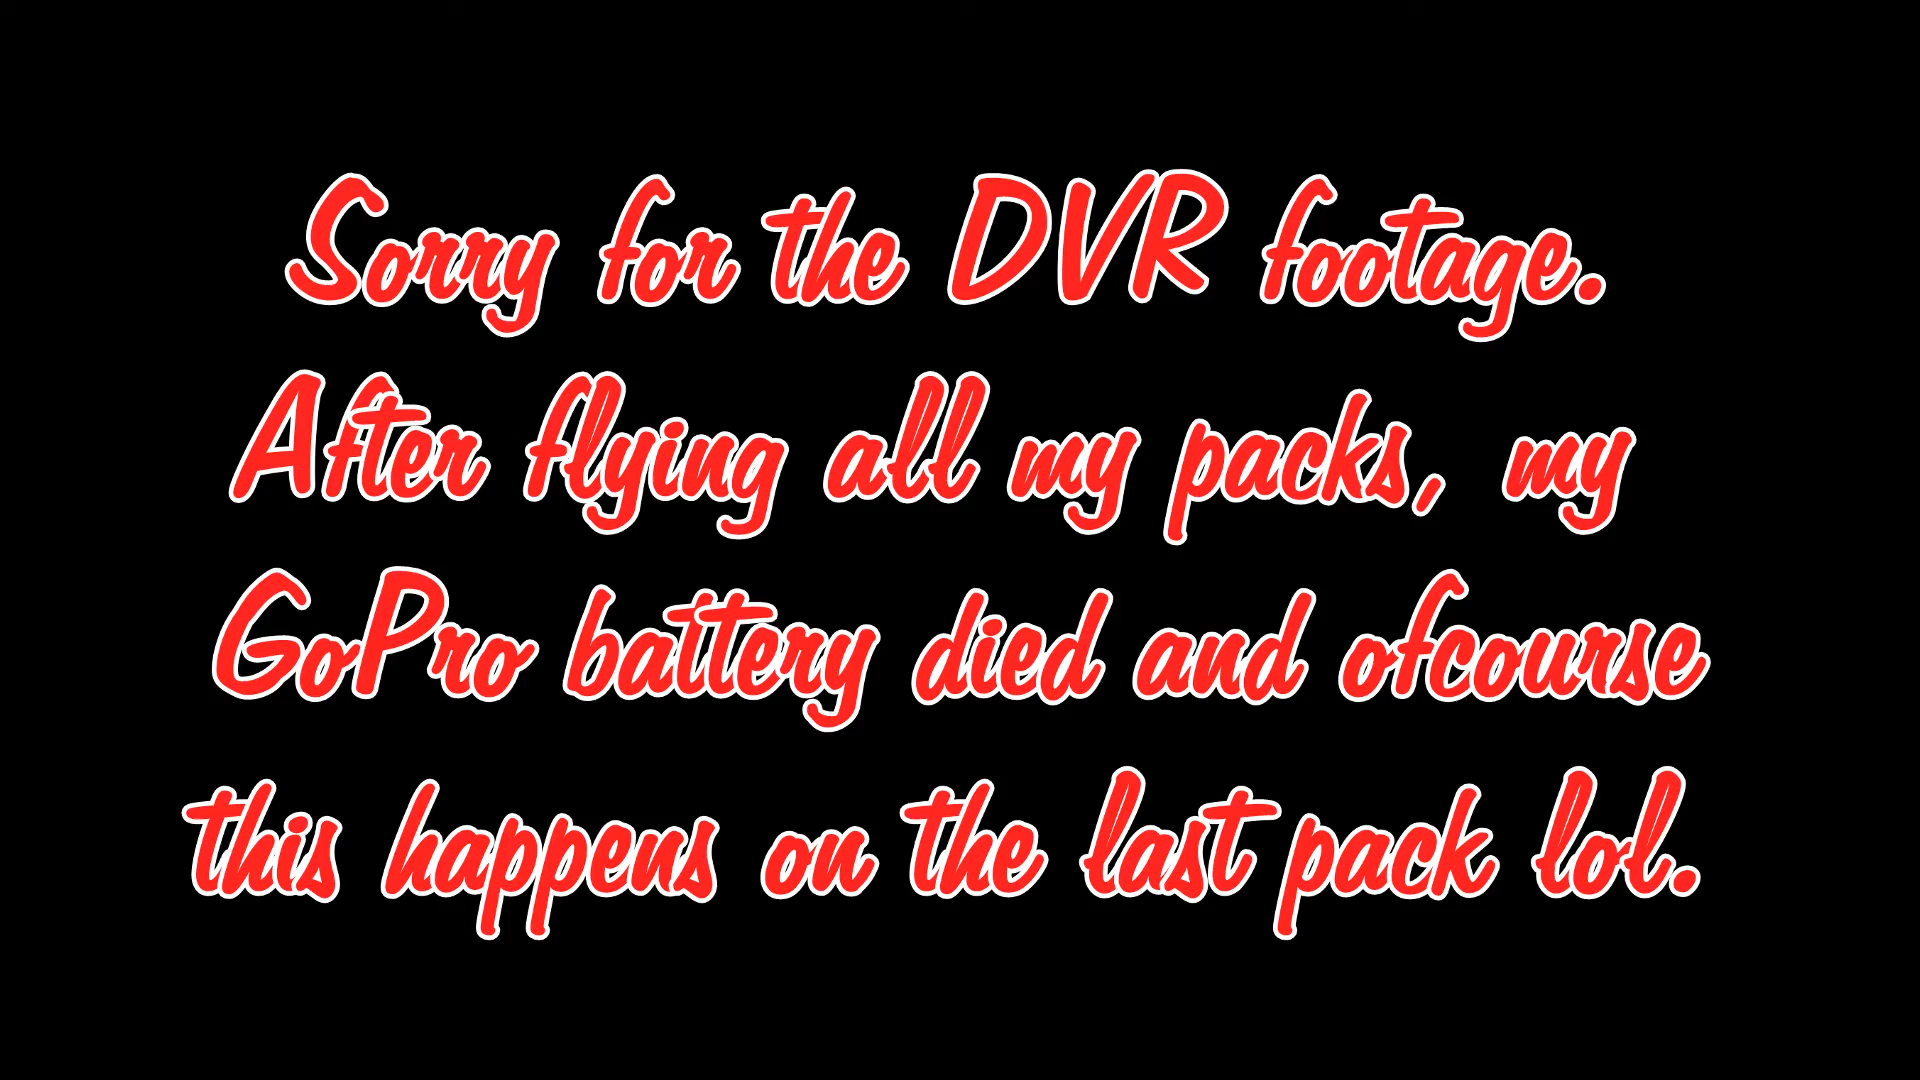 Sorry for the DVR footage.
After flying all my packs, my
GoPro battery died and ofcourse
this happens on the last pack lol.